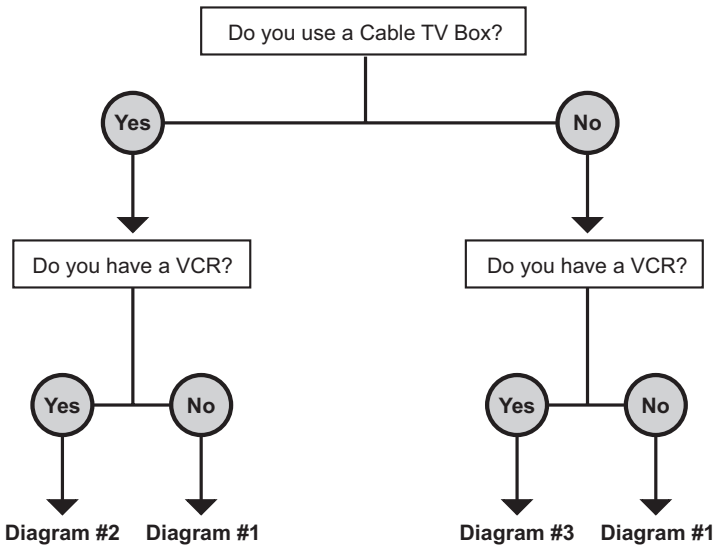 Do you use a Cable TV Box?
Yes
No
Do you have a VCR?
Do you have a VCR?
Yes
No
Yes
No
Diagram #2
Diagram #1
Diagram #3
Diagram #1